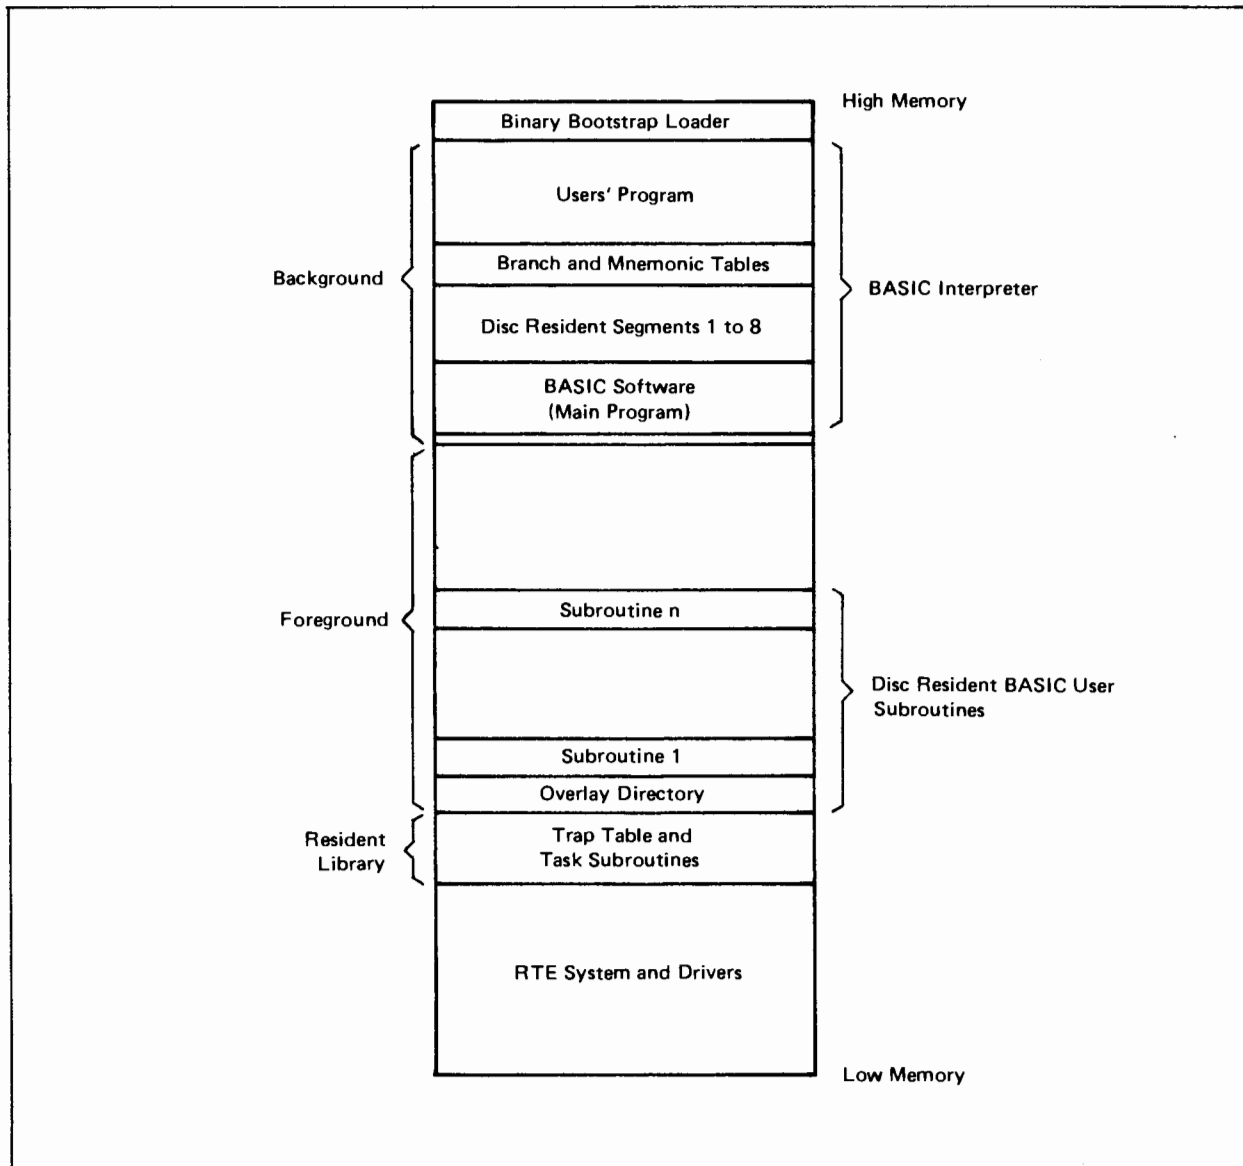 High Memory
Binary Bootstrap Loader
Users' Program
Branch and Mnemonic Tables
Background
BASIC Interpreter
Disc Resident Segments 1 to 8
BASIC Software
(Main Program)
Subroutine n
Foreground
Disc Resident BASIC User
Subroutines
Subroutine 1
Overlay Directory
Resident
Library
Trap Table and
Task Subroutines
RTE System and Drivers
Low Memory